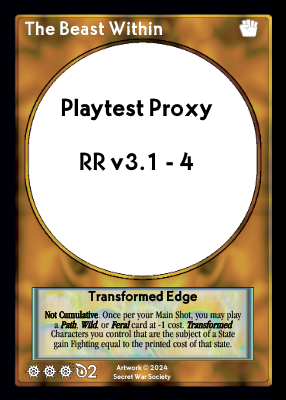 The Beast Within
Playtest Proxy
RR v3.1 - 4
Transformed Edge
Not Cumulative. Once per your Main Shot, you may play
a Path, Wild, or Feral card at -1 cost. Transformed
Characters you control that are the subject of a State
gain Fighting equal to the printed cost of that state.
2
Artwork © 2024
Secret War Society